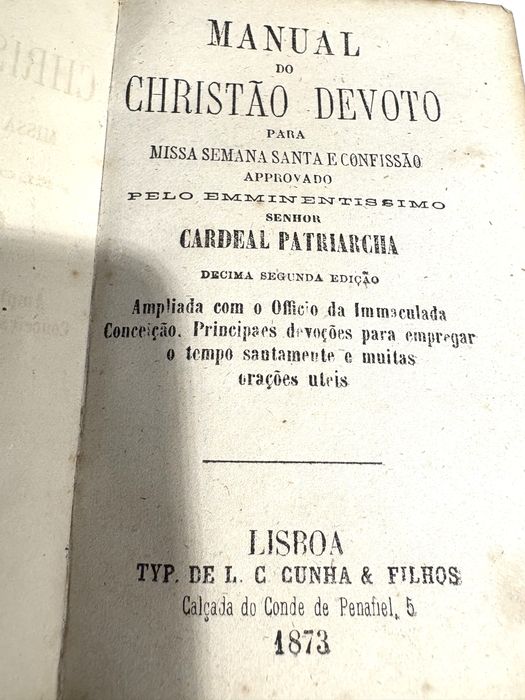 MANUAL
DO
CHRISTÃO DEVOTO
PARA
MISSA SEMANA SANTA E CONFISSÃO
APPROVADO
PELO EMMINENTISSIMO
SENHOR
CARDEAL PATRIARCHA
DECIMA SEGUNDA EDIÇÃO
Ampliada com o Officio da Immaculada
Conceição. Principaes devoções para empregar
o tempo santamente e muitas
orações uteis
LISBOA
TYP. DE L. C. CUNHA & FILHOS
Calçada do Conde de Penafiel, 5
1873